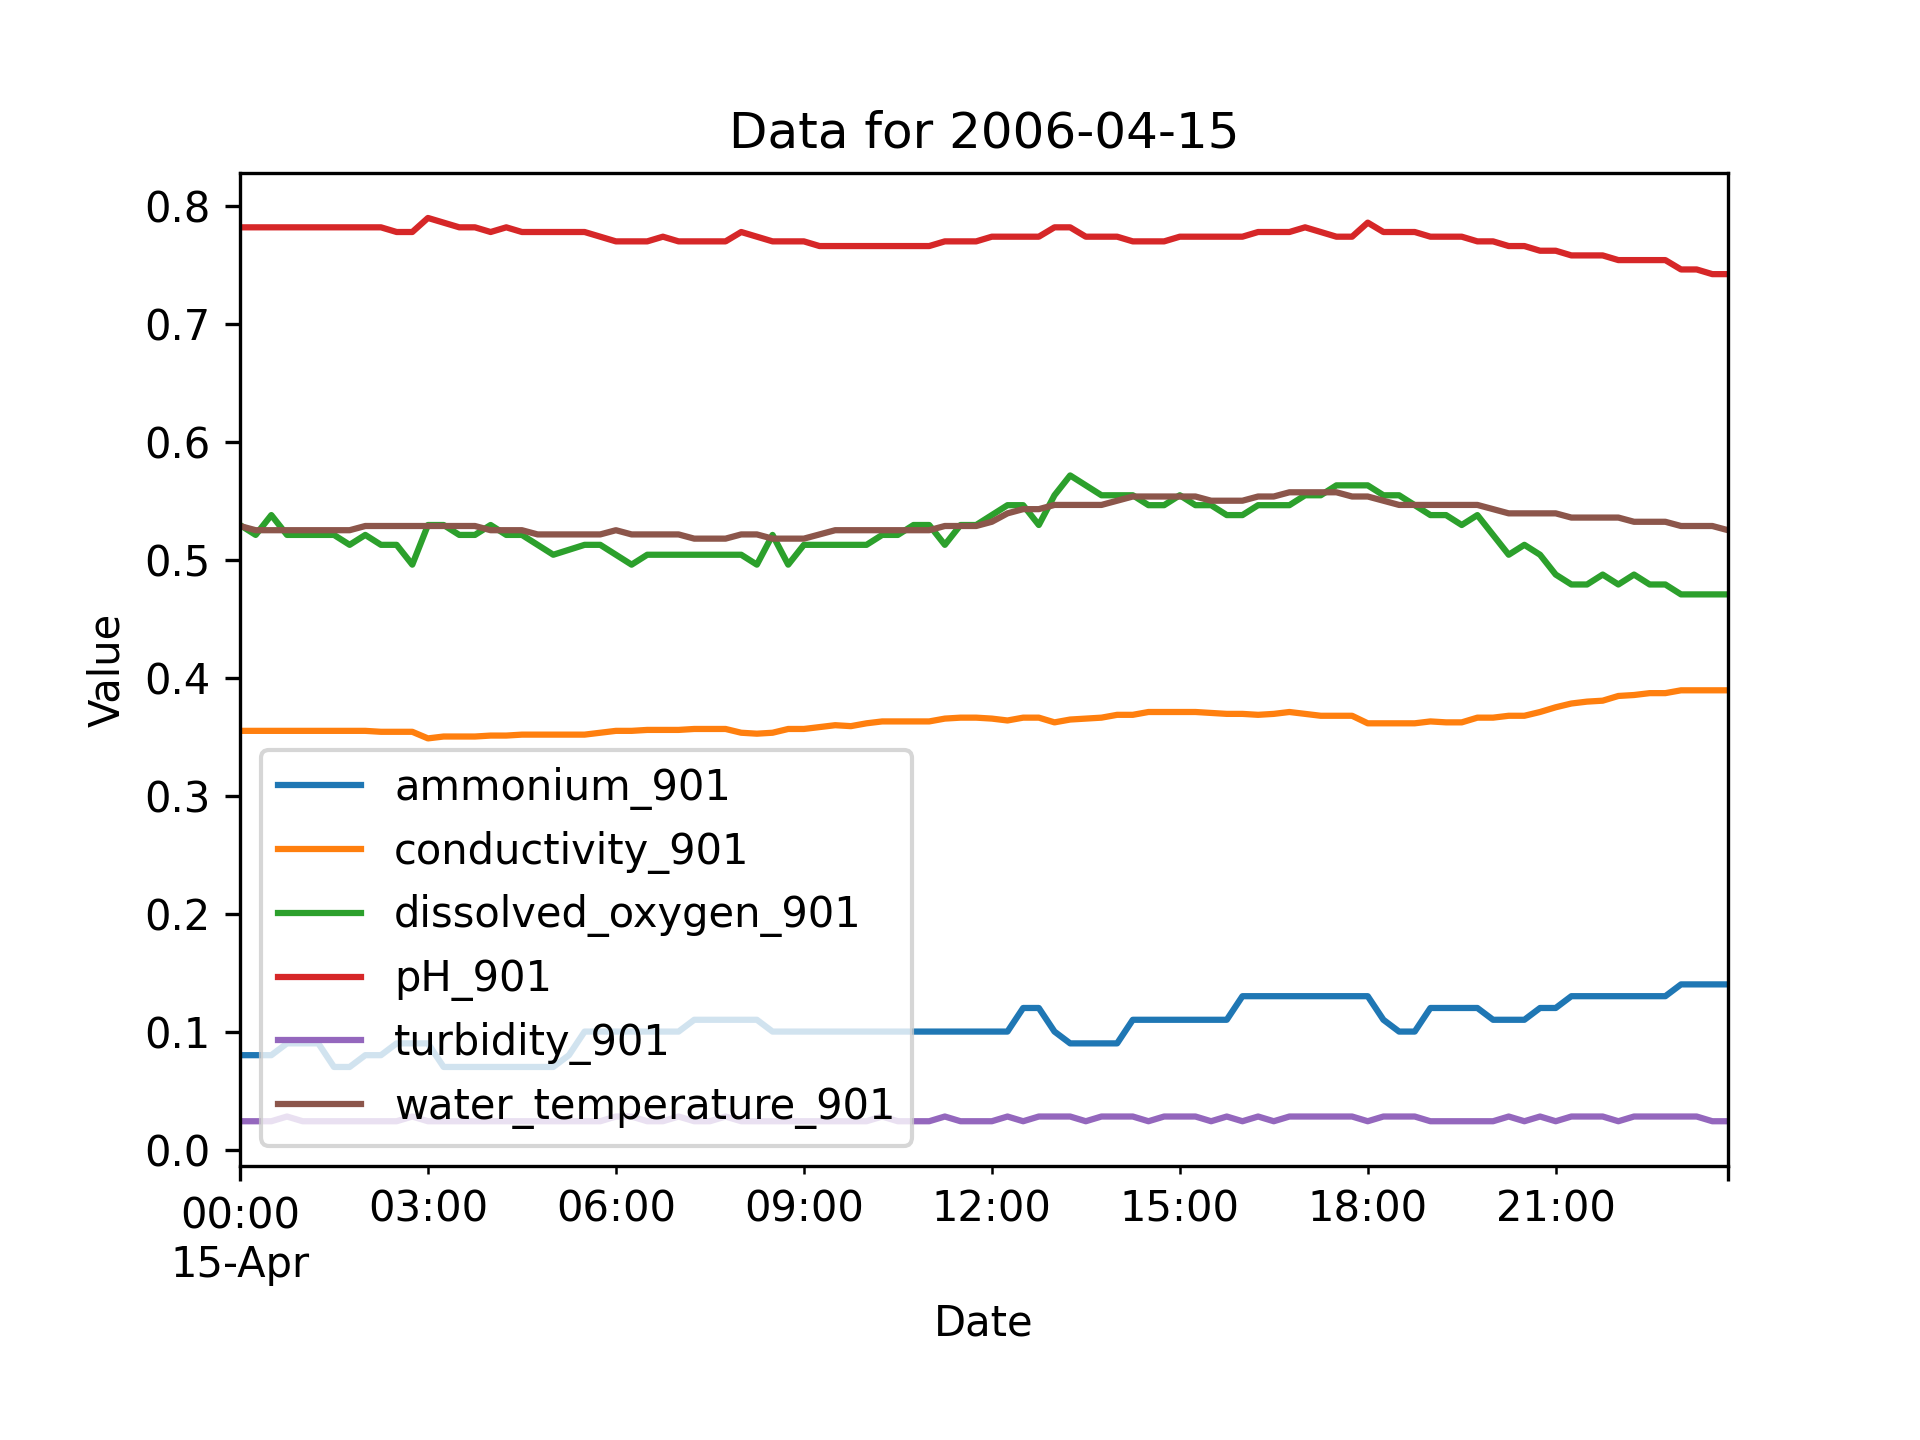 Data for 2006-04-15
0.8
0.7
0.6
0.5
0.4
0.3
0.2
0.1
0.0
Value
ammonium_901
conductivity_901
dissolved_oxygen_901
pH_901
turbidity_901
water_temperature_901
00:00 03:00 06:00 09:00 12:00 15:00 18:00 21:00
15-Apr
Date